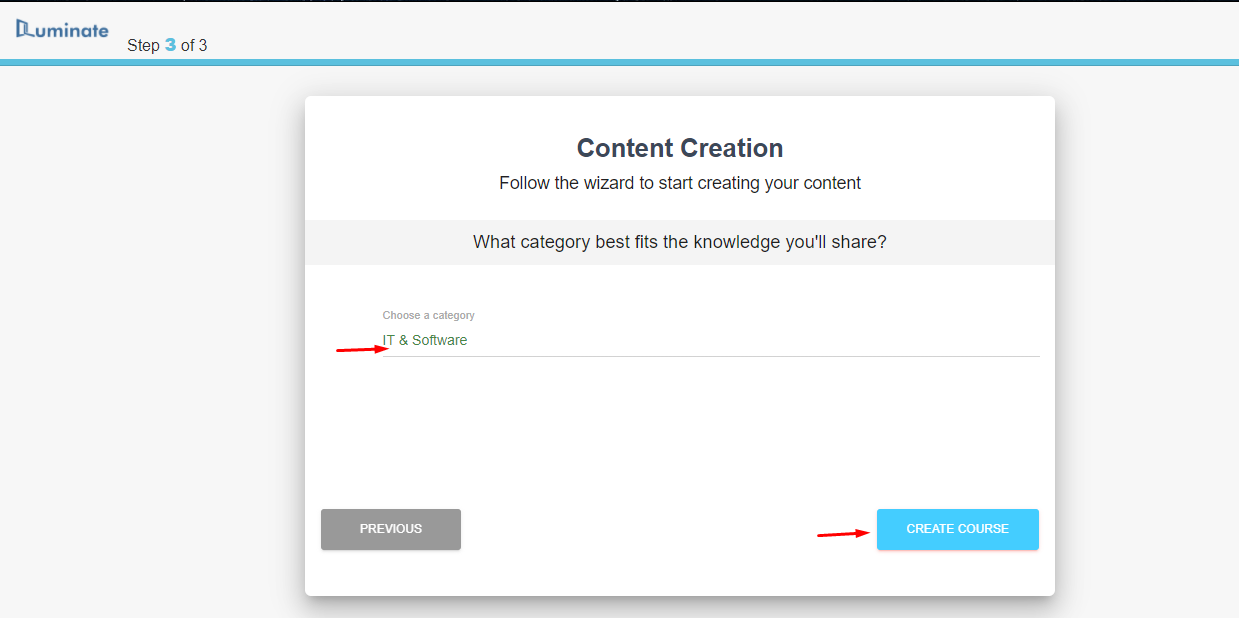 Luminate
Step 3 of 3
Content Creation
Follow the wizard to start creating your content
What category best fits the knowledge you'll share?
Choose a category
IT & Software
PREVIOUS
CREATE COURSE